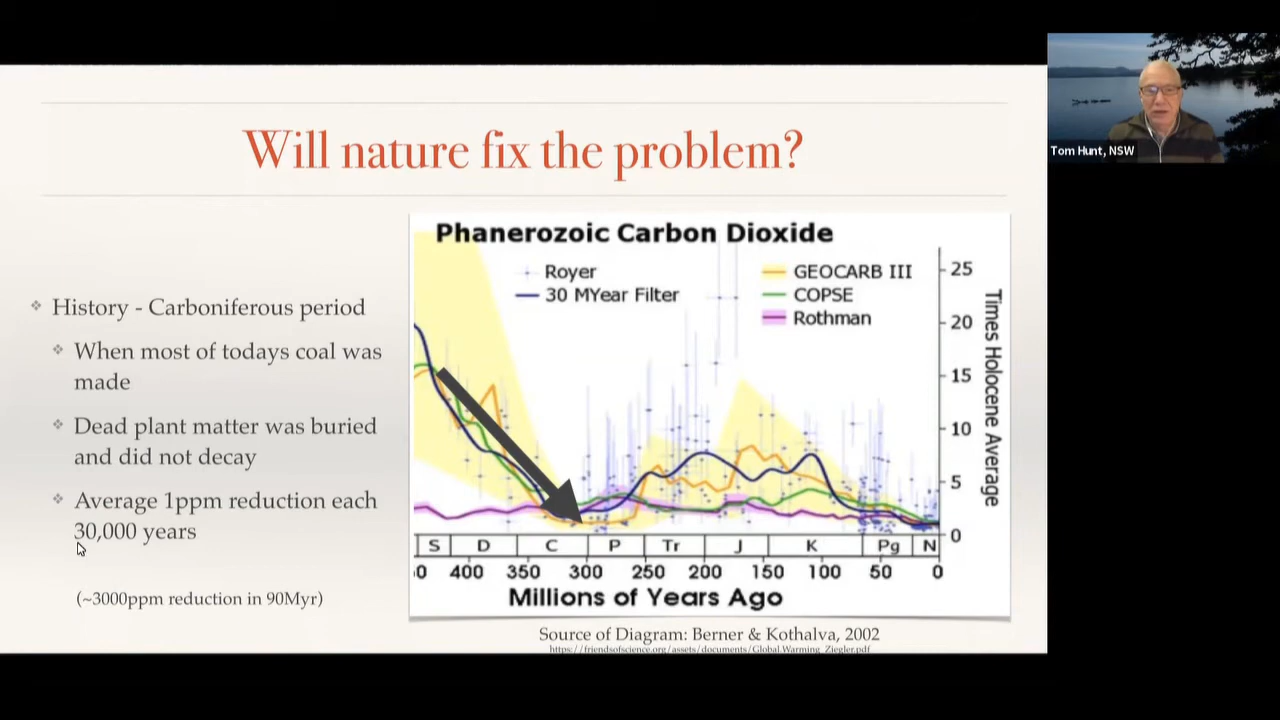 Will nature fix the problem?
Tom Hunt, NSW
History - Carboniferous period
When most of todays coal was
made
Dead plant matter was buried
and did not decay
Average 1ppm reduction each
30,000 years
(~3000ppm reduction in 90Myr)
Phanerozoic Carbon Dioxide
Royer
30 MYear Filter
GEOCARB III
COPSE
Rothman
25
20
15
10
5
0
Times Holocene Average
S D C P Tr J K Pg N
0 400 350 300 250 200 150 100 50 0
Millions of Years Ago
Source of Diagram: Berner & Kothalva, 2002
https://friendsofscience.org/assets/documents/Global_Warming_Ziegler.pdf